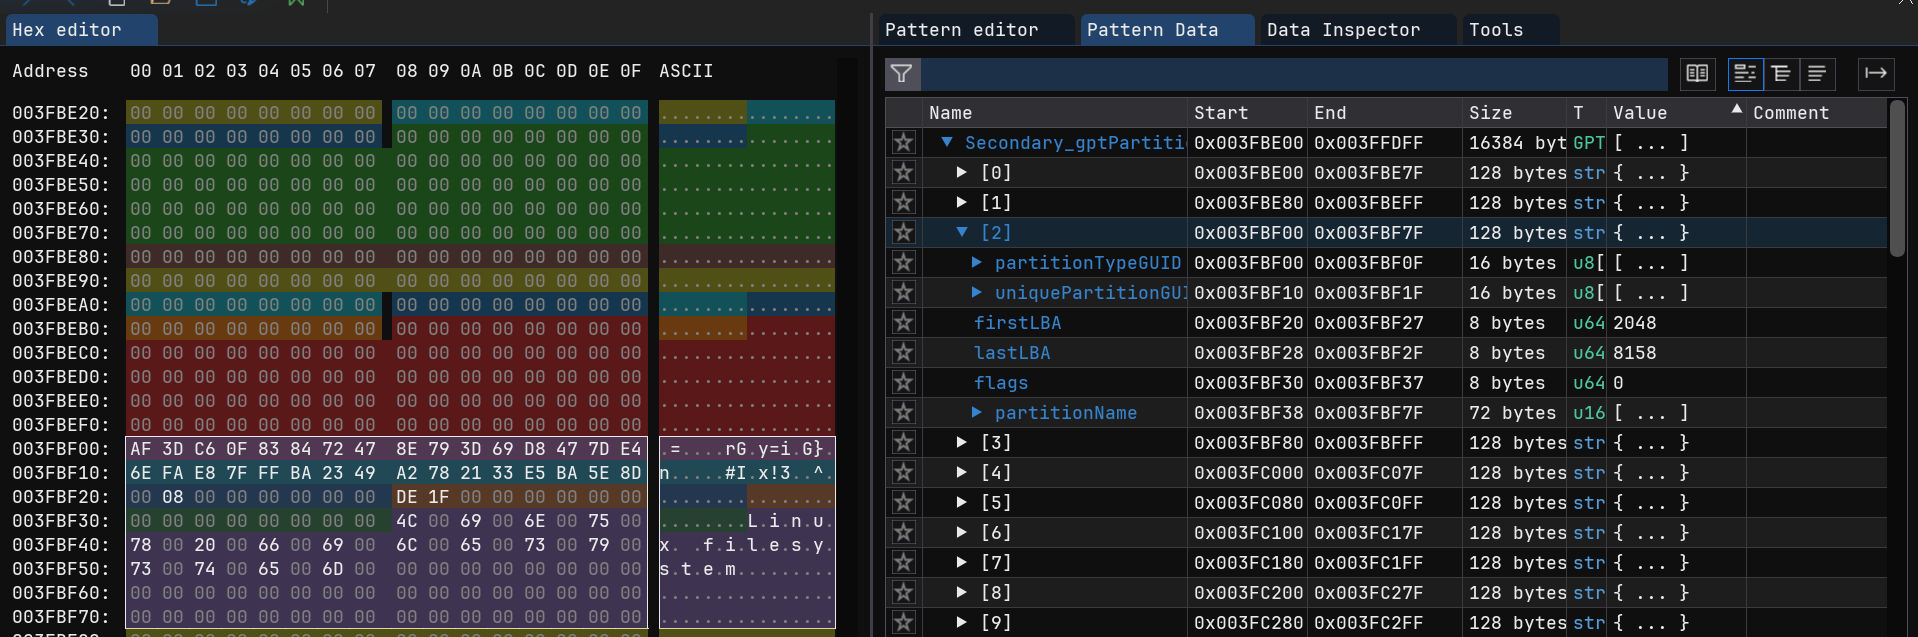 Hex editor
Address 00 01 02 03 04 05 06 07 08 09 0A 0B 0C 0D 0E 0F ASCII
003FBE20: 00 00 00 00 00 00 00 00 00 00 00 00 00 00 00 00 ................
003FBE30: 00 00 00 00 00 00 00 00 00 00 00 00 00 00 00 00 ................
003FBE40: 00 00 00 00 00 00 00 00 00 00 00 00 00 00 00 00 ................
003FBE50: 00 00 00 00 00 00 00 00 00 00 00 00 00 00 00 00 ................
003FBE60: 00 00 00 00 00 00 00 00 00 00 00 00 00 00 00 00 ................
003FBE70: 00 00 00 00 00 00 00 00 00 00 00 00 00 00 00 00 ................
003FBE80: 00 00 00 00 00 00 00 00 00 00 00 00 00 00 00 00 ................
003FBE90: 00 00 00 00 00 00 00 00 00 00 00 00 00 00 00 00 ................
003FBEA0: 00 00 00 00 00 00 00 00 00 00 00 00 00 00 00 00 ................
003FBEB0: 00 00 00 00 00 00 00 00 00 00 00 00 00 00 00 00 ................
003FBEC0: 00 00 00 00 00 00 00 00 00 00 00 00 00 00 00 00 ................
003FBED0: 00 00 00 00 00 00 00 00 00 00 00 00 00 00 00 00 ................
003FBEE0: 00 00 00 00 00 00 00 00 00 00 00 00 00 00 00 00 ................
003FBEF0: 00 00 00 00 00 00 00 00 00 00 00 00 00 00 00 00 ................
003FBF00: AF 3D C6 0F 83 84 72 47 8E 79 3D 69 D8 47 7D E4 .=....rG.y=i.G}.
003FBF10: 6E FA E8 7F FF BA 23 49 A2 78 21 33 E5 BA 5E 8D n.....#I.x!3..^.
003FBF20: 00 08 00 00 00 00 00 00 DE 1F 00 00 00 00 00 00 ................
003FBF30: 00 00 00 00 00 00 00 00 4C 00 69 00 6E 00 75 00 ........L.i.n.u.
003FBF40: 78 00 20 00 66 00 69 00 6C 00 65 00 73 00 79 00 x. .f.i.l.e.s.y.
003FBF50: 73 00 74 00 65 00 6D 00 00 00 00 00 00 00 00 00 s.t.e.m.........
003FBF60: 00 00 00 00 00 00 00 00 00 00 00 00 00 00 00 00 ................
003FBF70: 00 00 00 00 00 00 00 00 00 00 00 00 00 00 00 00 ................
Pattern editor Pattern Data Data Inspector Tools
Name Start End Size T Value Comment
Secondary_gptPartiti 0x003FBE00 0x003FFDFF 16384 byt GPT [ ... ]
[0] 0x003FBE00 0x003FBE7F 128 bytes str { ... }
[1] 0x003FBE80 0x003FBEFF 128 bytes str { ... }
[2] 0x003FBF00 0x003FBF7F 128 bytes str { ... }
partitionTypeGUID 0x003FBF00 0x003FBF0F 16 bytes u8[ [ ... ]
uniquePartitionGUI 0x003FBF10 0x003FBF1F 16 bytes u8[ [ ... ]
firstLBA 0x003FBF20 0x003FBF27 8 bytes u64 2048
lastLBA 0x003FBF28 0x003FBF2F 8 bytes u64 8158
flags 0x003FBF30 0x003FBF37 8 bytes u64 0
partitionName 0x003FBF38 0x003FBF7F 72 bytes u16 [ ... ]
[3] 0x003FBF80 0x003FBFFF 128 bytes str { ... }
[4] 0x003FC000 0x003FC07F 128 bytes str { ... }
[5] 0x003FC080 0x003FC0FF 128 bytes str { ... }
[6] 0x003FC100 0x003FC17F 128 bytes str { ... }
[7] 0x003FC180 0x003FC1FF 128 bytes str { ... }
[8] 0x003FC200 0x003FC27F 128 bytes str { ... }
[9] 0x003FC280 0x003FC2FF 128 bytes str { ... }